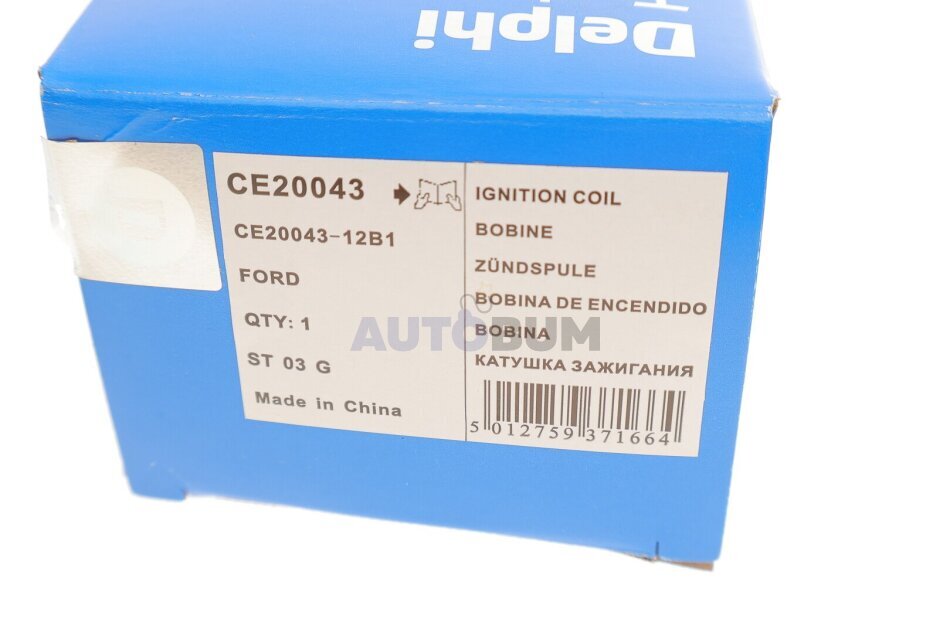 Delphi
T
CE20043
CE20043-12B1
FORD
QTY: 1
ST 03 G
Made in China
IGNITION COIL
BOBINE
ZÜNDSPULE
BOBINA DE ENCENDIDO
BOBINA
КАТУШКА ЗАЖИГАНИЯ
5 012759 371664
AUTOBUM